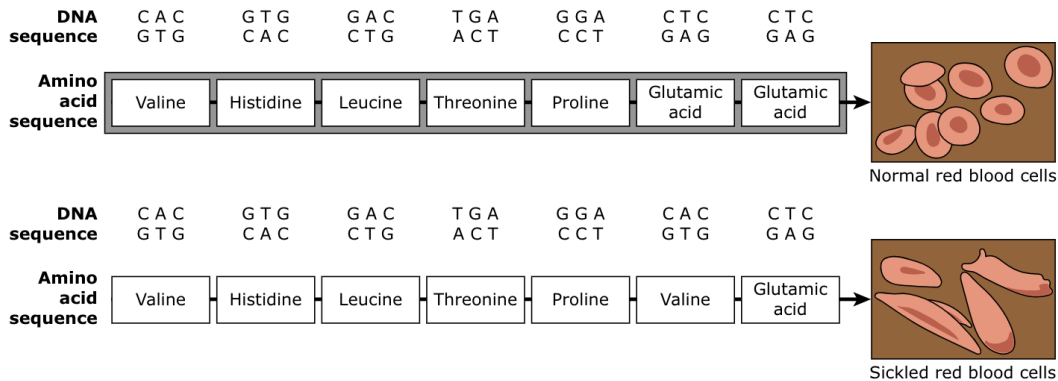 DNA C A C G T G G A C T G A G G A C T C C T C
sequence G T G C A C C T G A C T C C T G A G G A G
Amino
acid
sequence
Valine Histidine Leucine Threonine Proline Glutamic acid Glutamic acid
Normal red blood cells
DNA C A C G T G G A C T G A G G A C A C C T C
sequence G T G C A C C T G A C T C C T G T G G A G
Amino
acid
sequence
Valine Histidine Leucine Threonine Proline Valine Glutamic acid
Sickled red blood cells